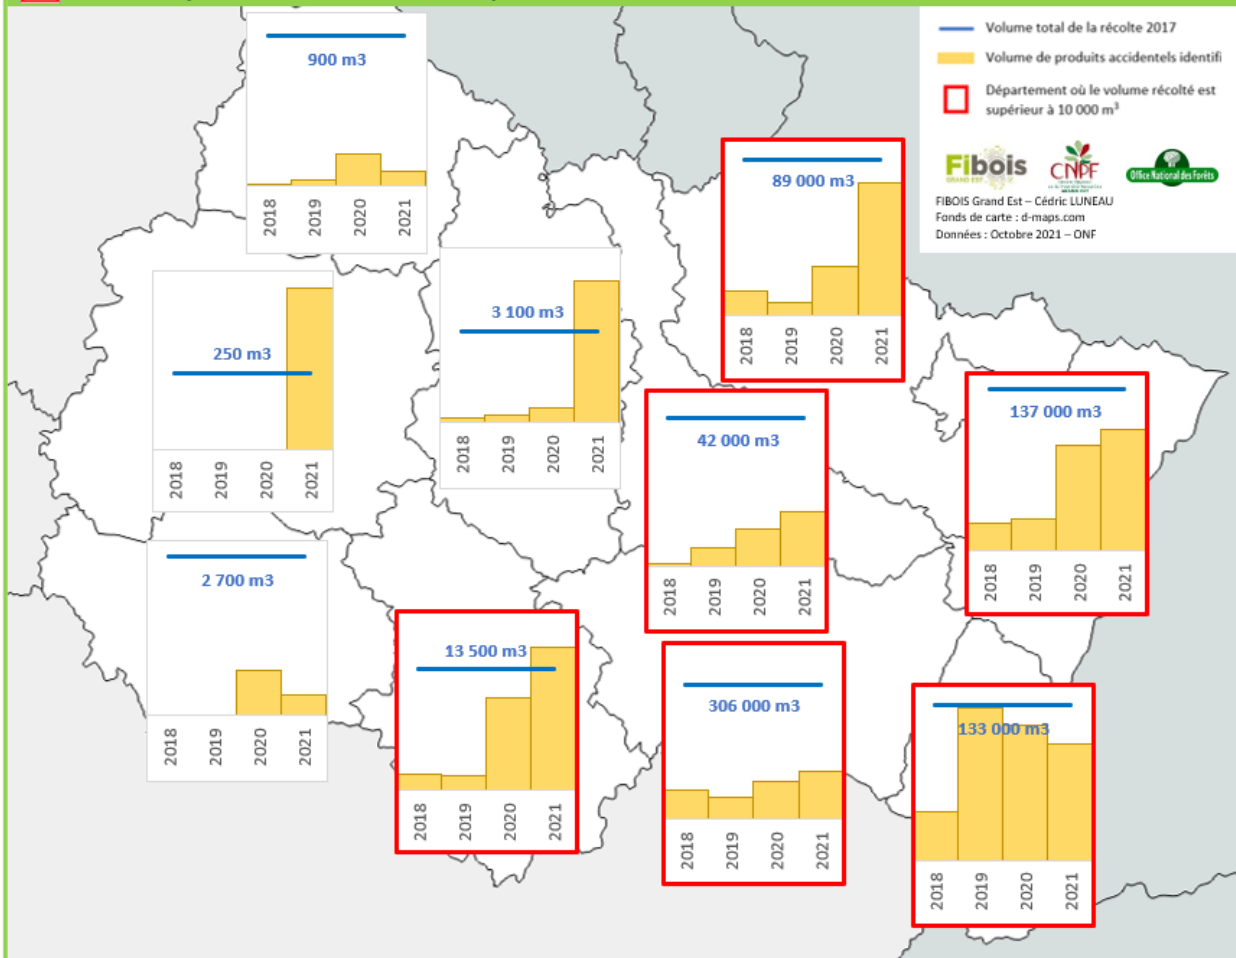 Volume total de la récolte 2017
Volume de produits accidentels identifi
Département où le volume récolté est
supérieur à 10 000 m³
Fibois
GRAND EST
CNPF
Office National des Forêts
FIBOIS Grand Est – Cédric LUNEAU
Fonds de carte : d-maps.com
Données : Octobre 2021 – ONF
900 m3
2018 2019 2020 2021
89 000 m3
2018 2019 2020 2021
250 m3
2018 2019 2020 2021
3 100 m3
2018 2019 2020 2021
42 000 m3
2018 2019 2020 2021
137 000 m3
2018 2019 2020 2021
2 700 m3
2018 2019 2020 2021
13 500 m3
2018 2019 2020 2021
306 000 m3
2018 2019 2020 2021
133 000 m3
2018 2019 2020 2021